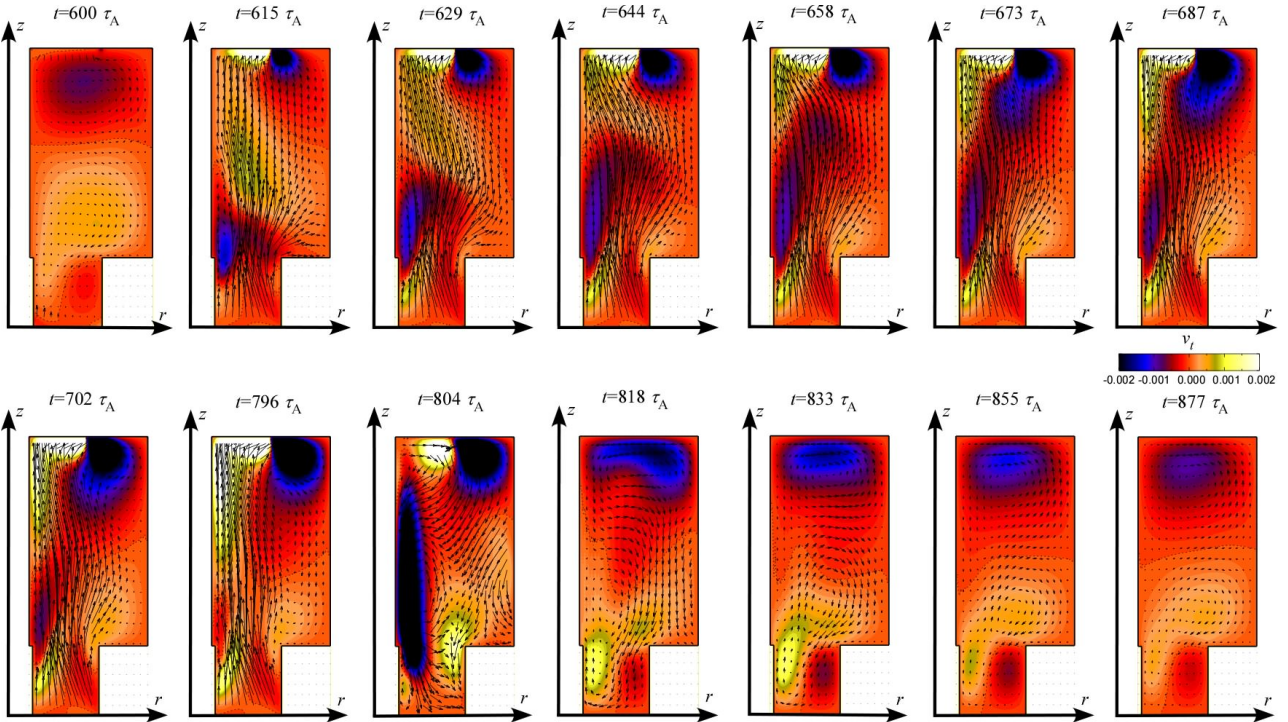 t=600 τA
t=615 τA
t=629 τA
t=644 τA
t=658 τA
t=673 τA
t=687 τA
z
z
z
z
z
z
z
r
r
r
r
r
r
r
vt
-0.002 -0.001 0.000 0.001 0.002
t=702 τA
t=796 τA
t=804 τA
t=818 τA
t=833 τA
t=855 τA
t=877 τA
z
z
z
z
z
z
z
r
r
r
r
r
r
r